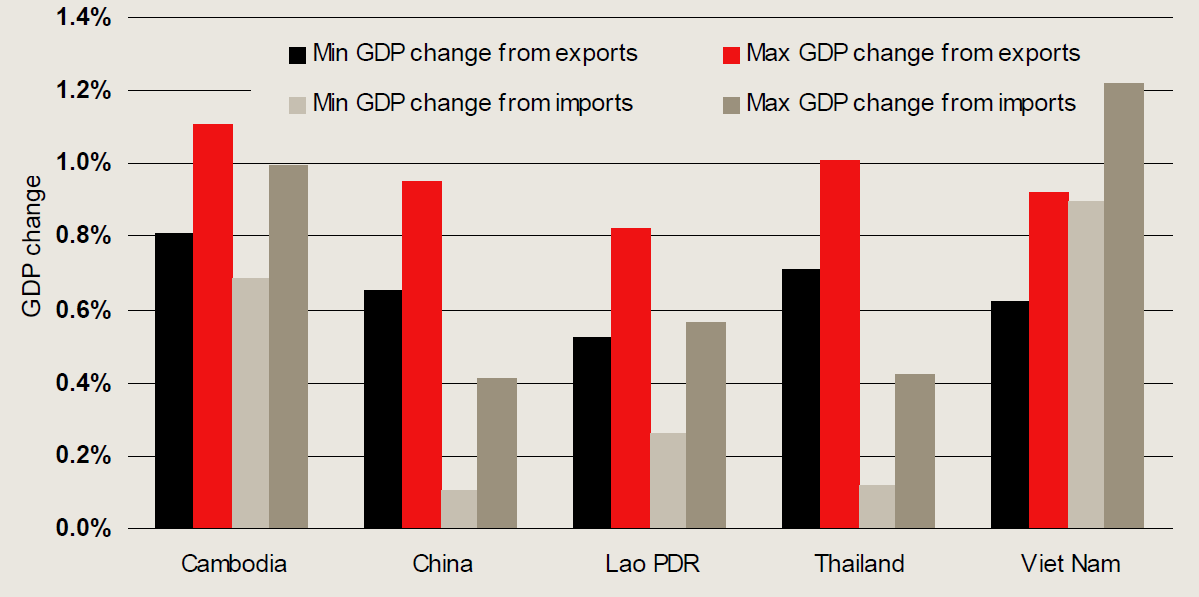 1.4%
Min GDP change from exports
Max GDP change from exports
1.2%
Min GDP change from imports
Max GDP change from imports
1.0%
0.8%
GDP change
0.6%
0.4%
0.2%
0.0%
Cambodia
China
Lao PDR
Thailand
Viet Nam